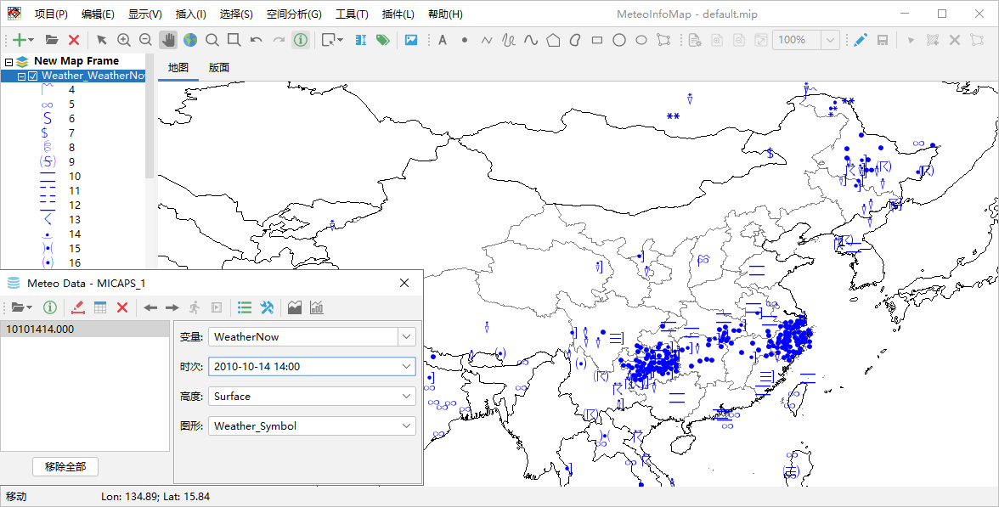 项目(P) 编辑(E) 显示(V) 插入(I) 选择(S) 空间分析(G) 工具(T) 插件(L) 帮助(H) MeteoInfoMap - default.mip
100%
New Map Frame
Weather_WeatherNo
地图 版面
4
5
6
7
8
9
10
11
12
13
14
15
16
Meteo Data - MICAPS_1
10101414.000
变量: WeatherNow
时次: 2010-10-14 14:00
高度: Surface
图形: Weather_Symbol
移除全部
移动 Lon: 134.89; Lat: 15.84